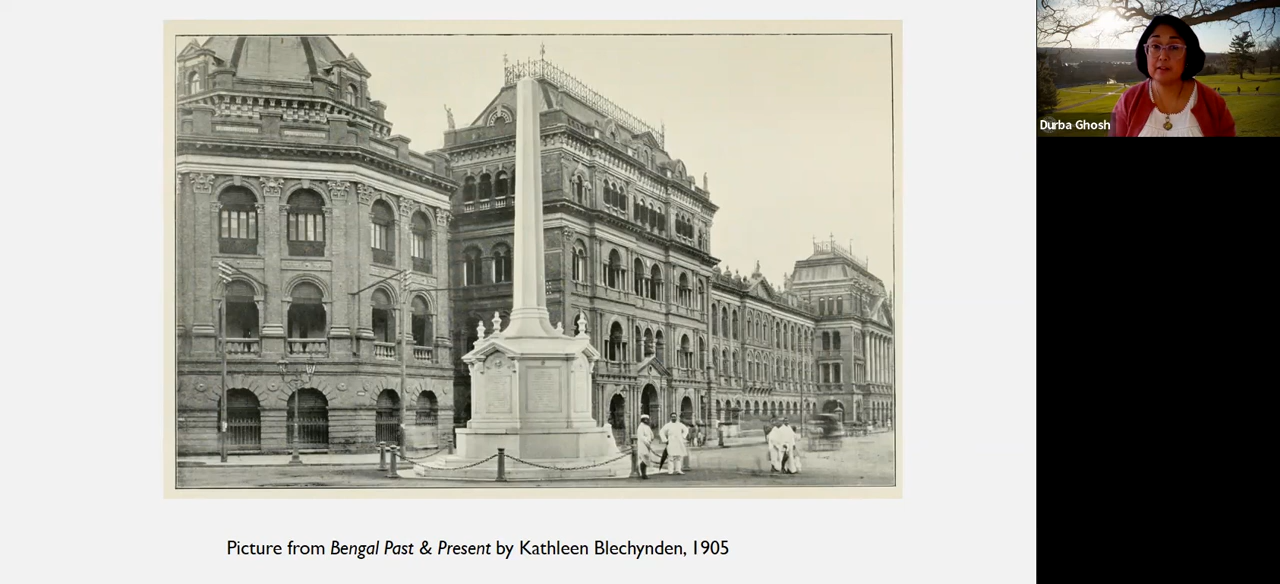 Durba Ghosh
Picture from Bengal Past & Present by Kathleen Blechynden, 1905